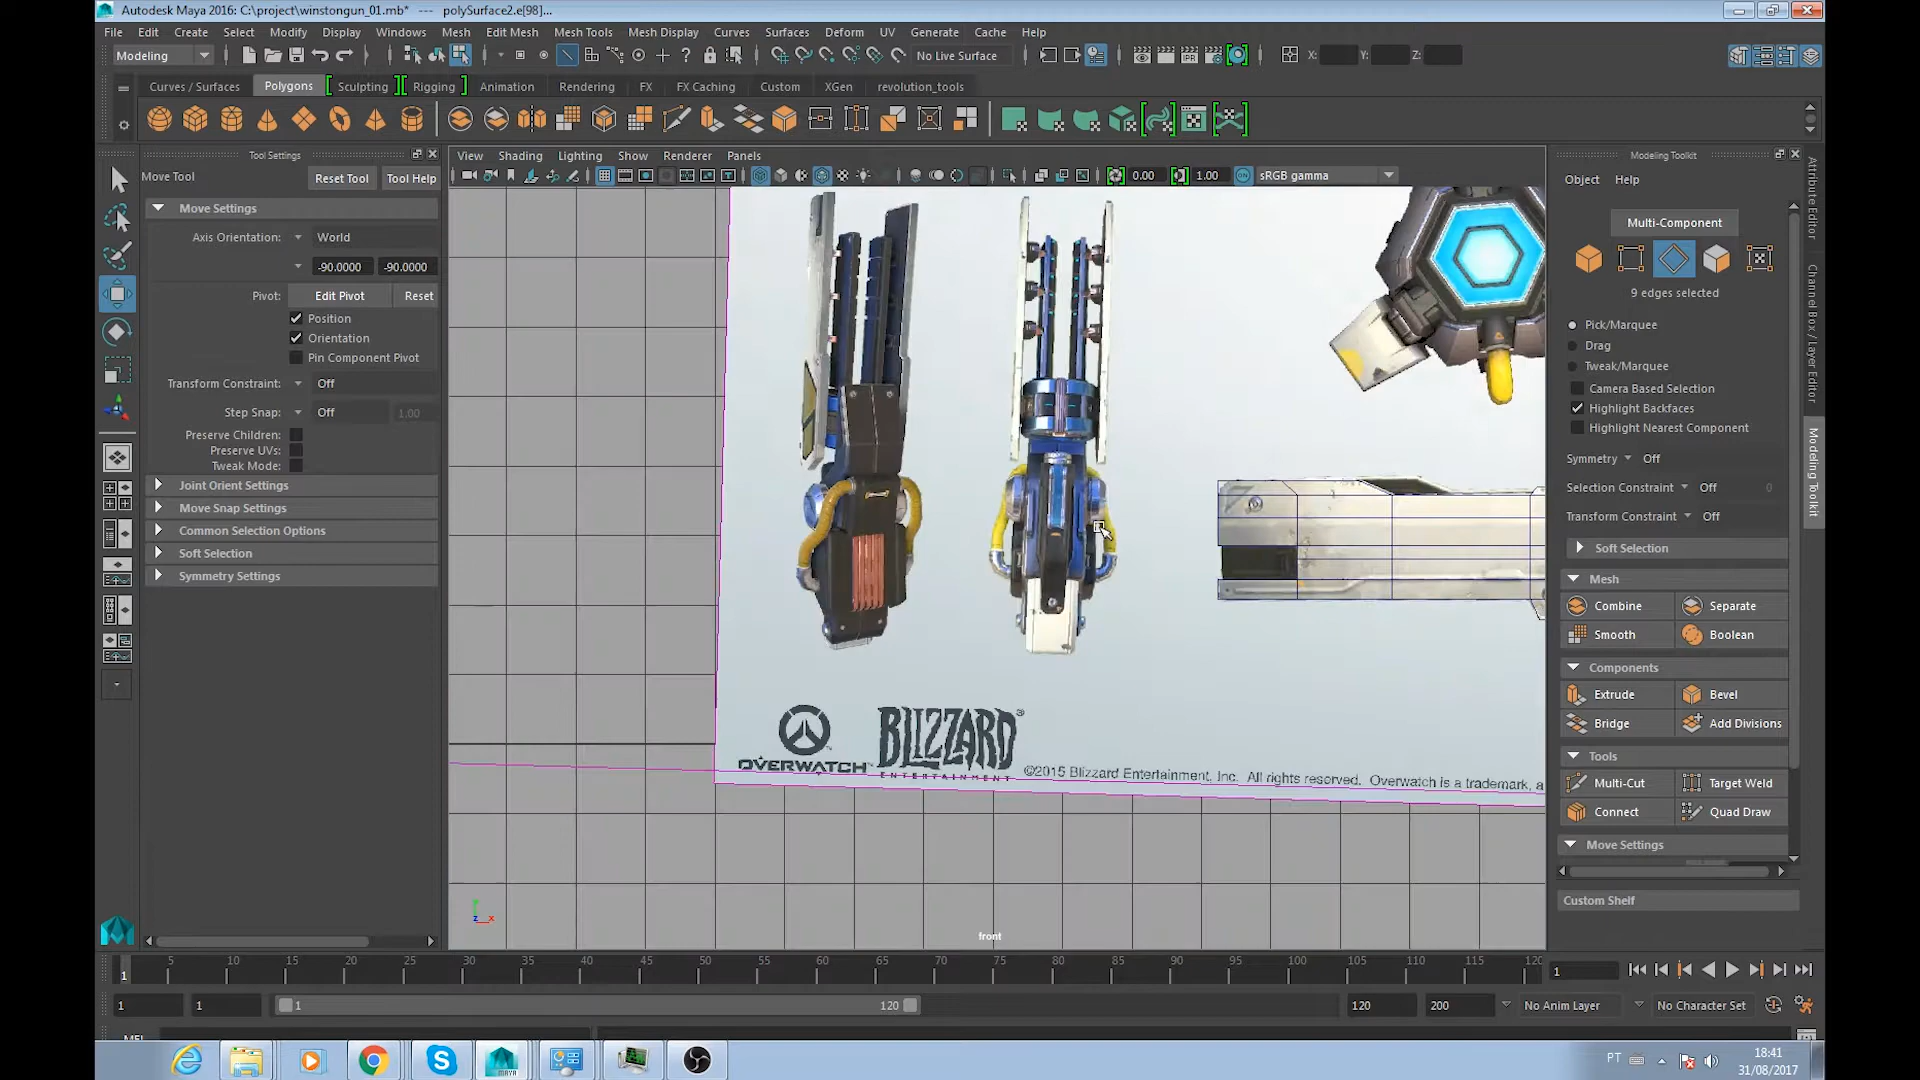 Autodesk Maya 2016: C:\project\winstongun_01.mb* --- polySurface2.e[98]...
File Edit Create Select Modify Display Windows Mesh Edit Mesh Mesh Tools Mesh Display Curves Surfaces Deform UV Generate Cache Help
Modeling No Live Surface X: Y: Z:
Curves / Surfaces Polygons Sculpting Rigging Animation Rendering FX FX Caching Custom XGen revolution_tools
Tool Settings
Move Tool Reset Tool Tool Help
Move Settings
Axis Orientation: World
-90.0000 -90.0000
Pivot: Edit Pivot Reset
Position
Orientation
Pin Component Pivot
Transform Constraint: Off
Step Snap: Off 1.00
Preserve Children:
Preserve UVs:
Tweak Mode:
Joint Orient Settings
Move Snap Settings
Common Selection Options
Soft Selection
Symmetry Settings
View Shading Lighting Show Renderer Panels
0.00 1.00 ON sRGB gamma
OVERWATCH
BLIZZARD®
ENTERTAINMENT
©2015 Blizzard Entertainment, Inc. All rights reserved. Overwatch is a trademark, a
y
z x
front
Modeling Toolkit
Object Help
Multi-Component
9 edges selected
Pick/Marquee
Drag
Tweak/Marquee
Camera Based Selection
Highlight Backfaces
Highlight Nearest Component
Symmetry Off
Selection Constraint Off 0
Transform Constraint Off
Soft Selection
Mesh
Combine Separate
Smooth Boolean
Components
Extrude Bevel
Bridge Add Divisions
Tools
Multi-Cut Target Weld
Connect Quad Draw
Move Settings
Custom Shelf
Attribute Editor
Channel Box / Layer Editor
Modeling Toolkit
1 5 10 15 20 25 30 35 40 45 50 55 60 65 70 75 80 85 90 95 100 105 110 115 120 1
1 1 1 120 120 200 No Anim Layer No Character Set
MEL
PT 18:41
31/08/2017